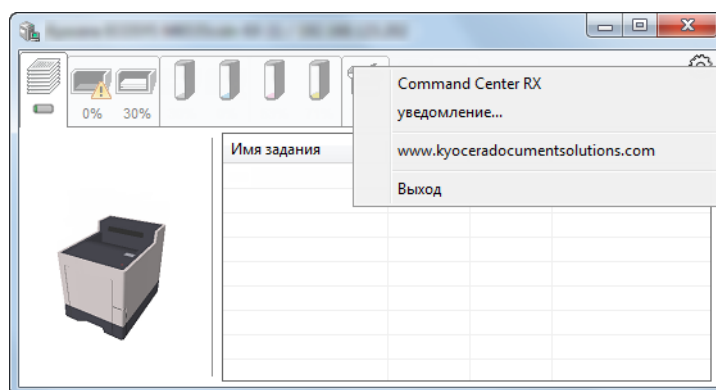 Command Center RX
уведомление...
0%
30%
Имя задания
www.kyoceradocumentsolutions.com
Выход